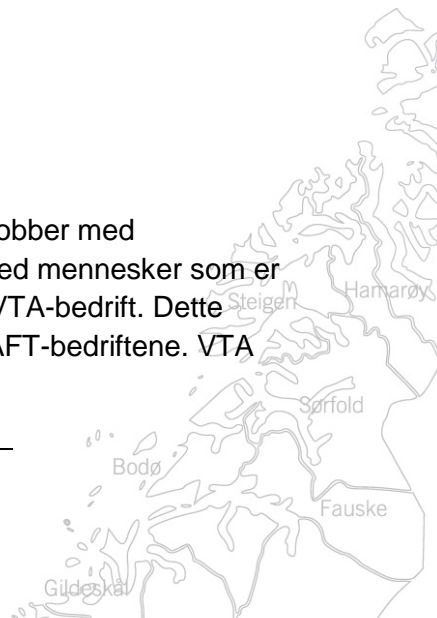 obber med
ed mennesker som er
VTA-bedrift. Dette
AFT-bedriftene. VTA
Steigen
Hamarøy
Sørfold
Bodø
Fauske
Gildeskål